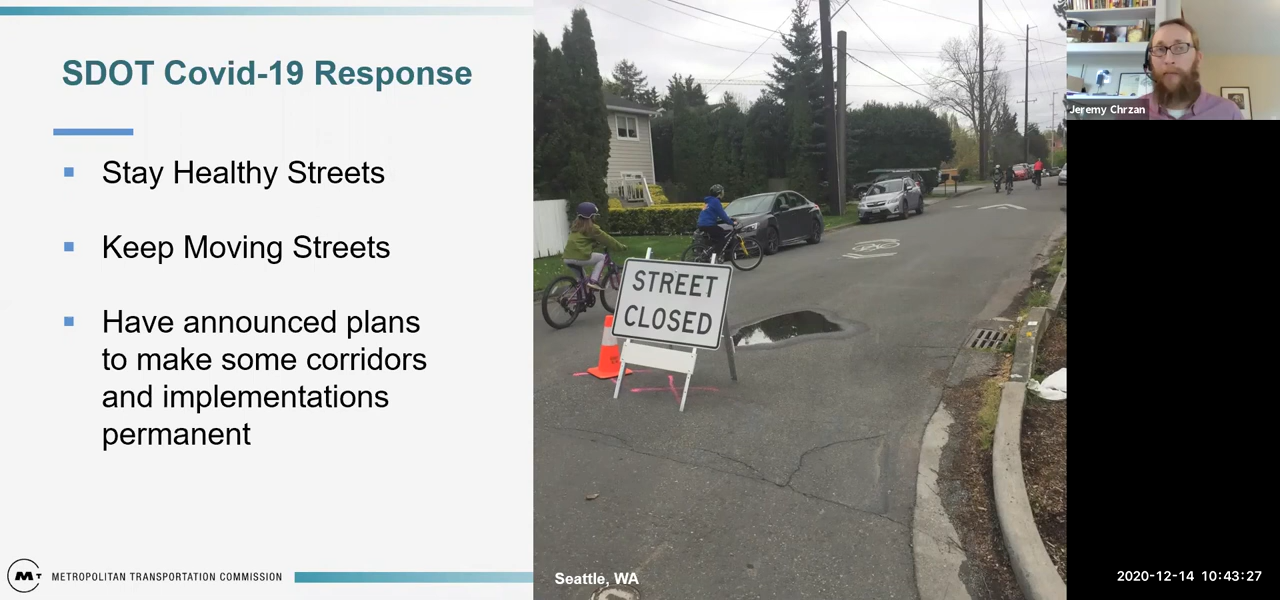 SDOT Covid-19 Response
Stay Healthy Streets
Keep Moving Streets
Have announced plans
to make some corridors
and implementations
permanent
METROPOLITAN TRANSPORTATION COMMISSION
STREET
CLOSED
Seattle, WA
Jeremy Chrzan
2020-12-14 10:43:27